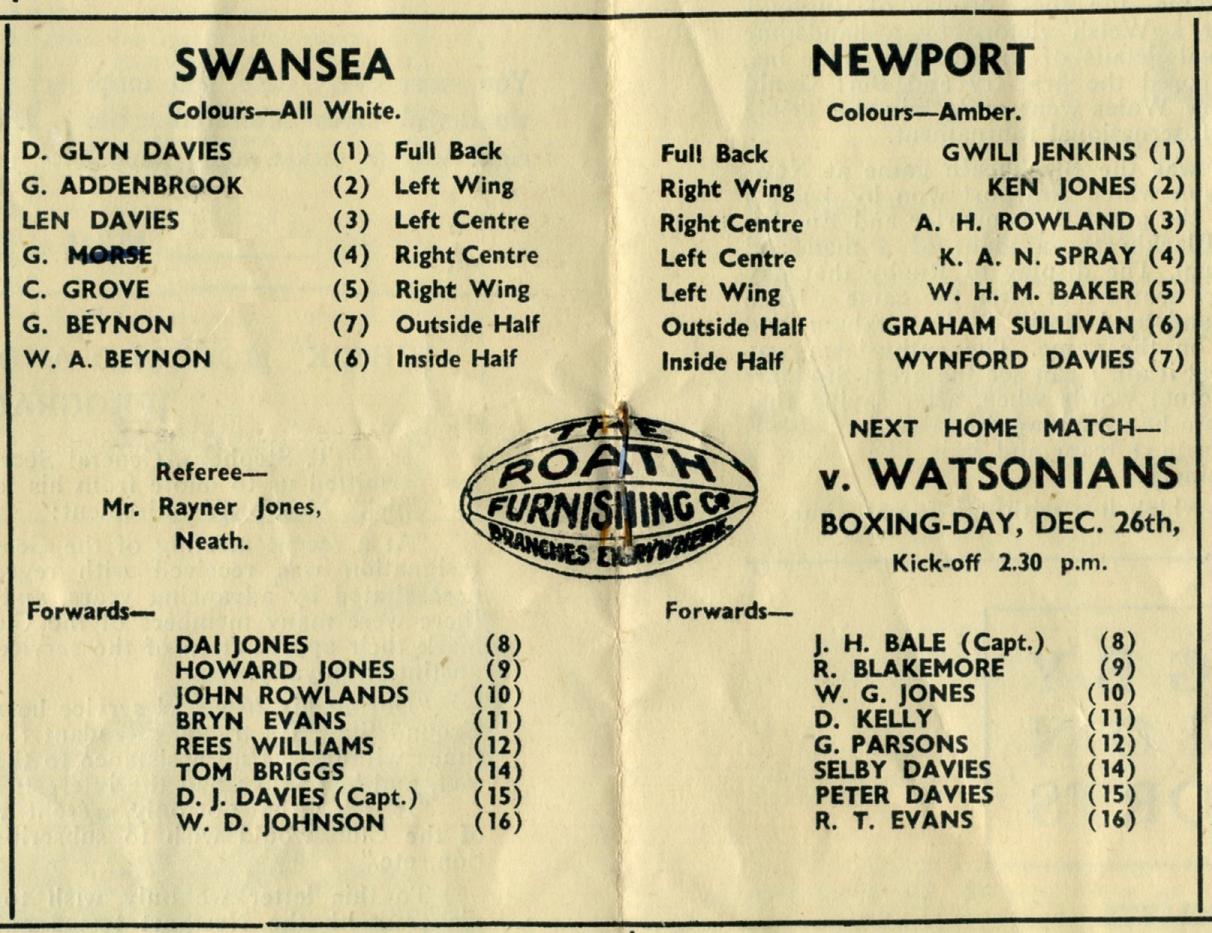 SWANSEA
Colours—All White.
D. GLYN DAVIES (1) Full Back
G. ADDENBROOK (2) Left Wing
LEN DAVIES (3) Left Centre
G. MORSE (4) Right Centre
C. GROVE (5) Right Wing
G. BEYNON (7) Outside Half
W. A. BEYNON (6) Inside Half
Referee—
Mr. Rayner Jones,
Neath.
Forwards—
DAI JONES (8)
HOWARD JONES (9)
JOHN ROWLANDS (10)
BRYN EVANS (11)
REES WILLIAMS (12)
TOM BRIGGS (14)
D. J. DAVIES (Capt.) (15)
W. D. JOHNSON (16)
THE
ROATH
FURNISHING CO
BRANCHES EVERYWHERE.
NEWPORT
Colours—Amber.
Full Back GWILI JENKINS (1)
Right Wing KEN JONES (2)
Right Centre A. H. ROWLAND (3)
Left Centre K. A. N. SPRAY (4)
Left Wing W. H. M. BAKER (5)
Outside Half GRAHAM SULLIVAN (6)
Inside Half WYNFORD DAVIES (7)
NEXT HOME MATCH—
v. WATSONIANS
BOXING-DAY, DEC. 26th,
Kick-off 2.30 p.m.
Forwards—
J. H. BALE (Capt.) (8)
R. BLAKEMORE (9)
W. G. JONES (10)
D. KELLY (11)
G. PARSONS (12)
SELBY DAVIES (14)
PETER DAVIES (15)
R. T. EVANS (16)